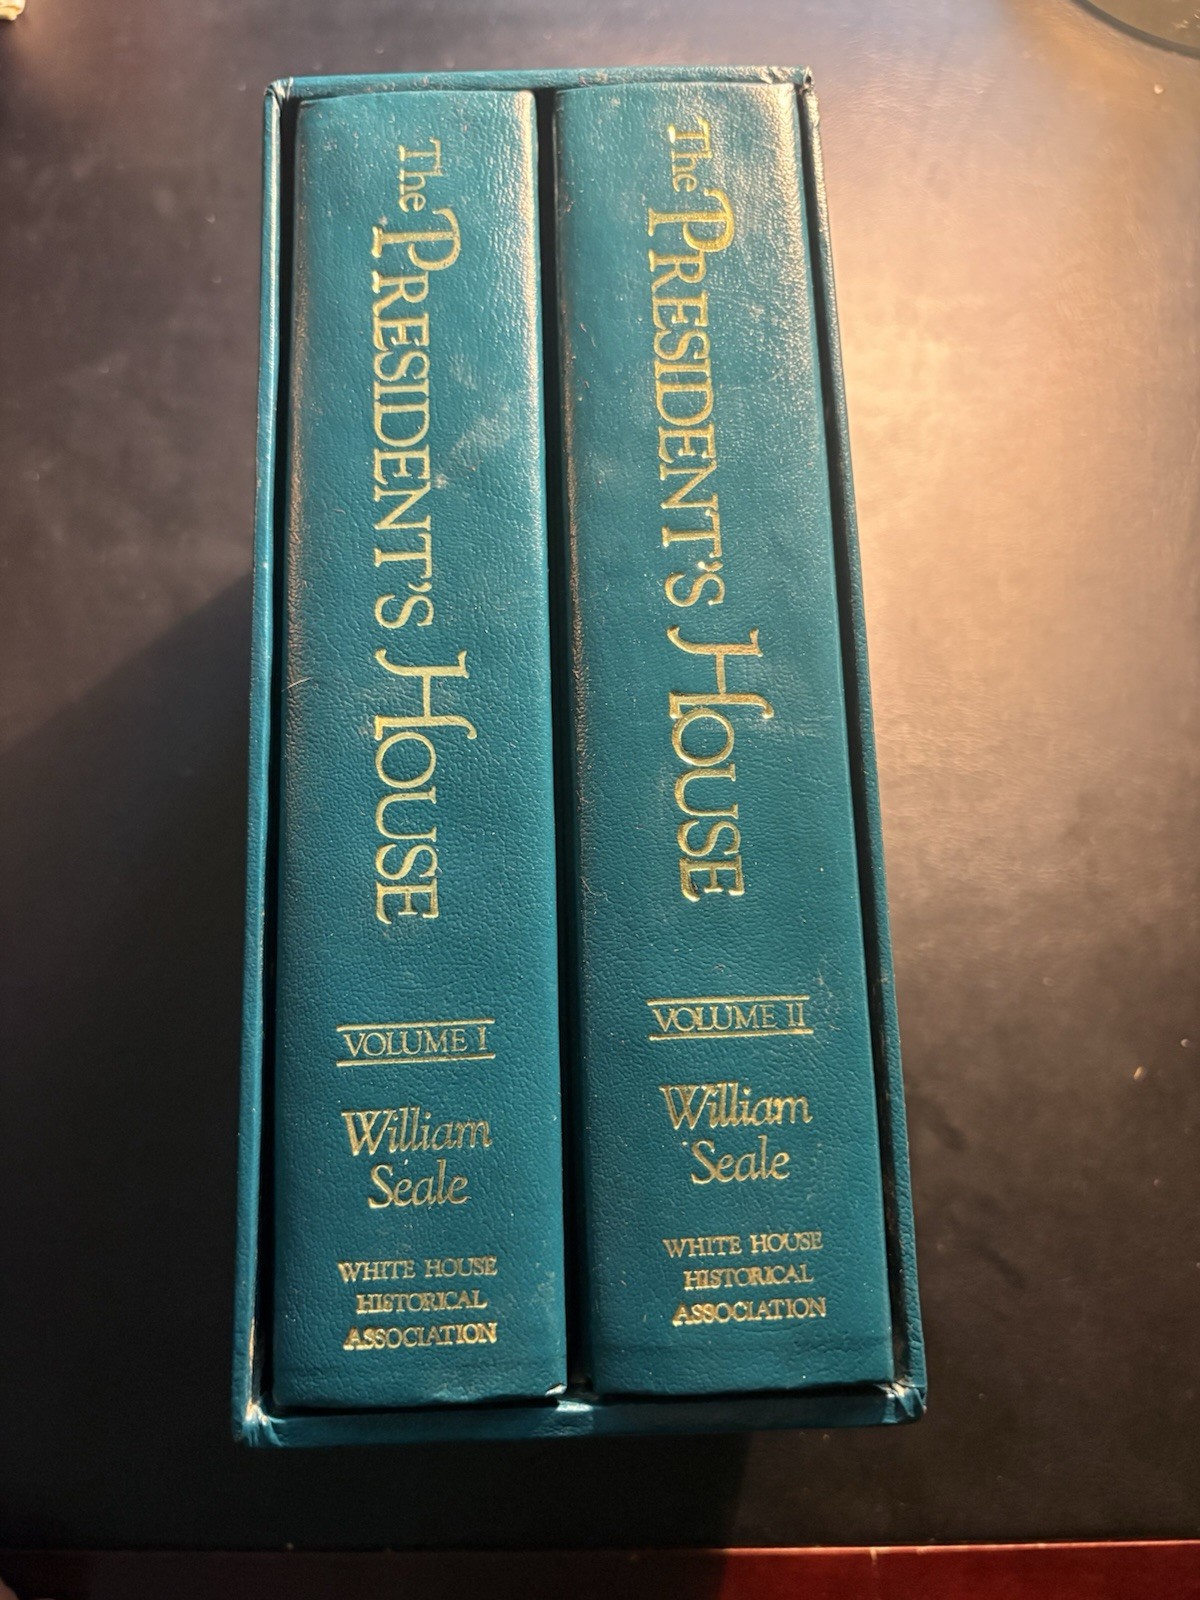 The PRESIDENT'S HOUSE
VOLUME I
William
Seale
WHITE HOUSE
HISTORICAL
ASSOCIATION
The PRESIDENT'S HOUSE
VOLUME II
William
Seale
WHITE HOUSE
HISTORICAL
ASSOCIATION